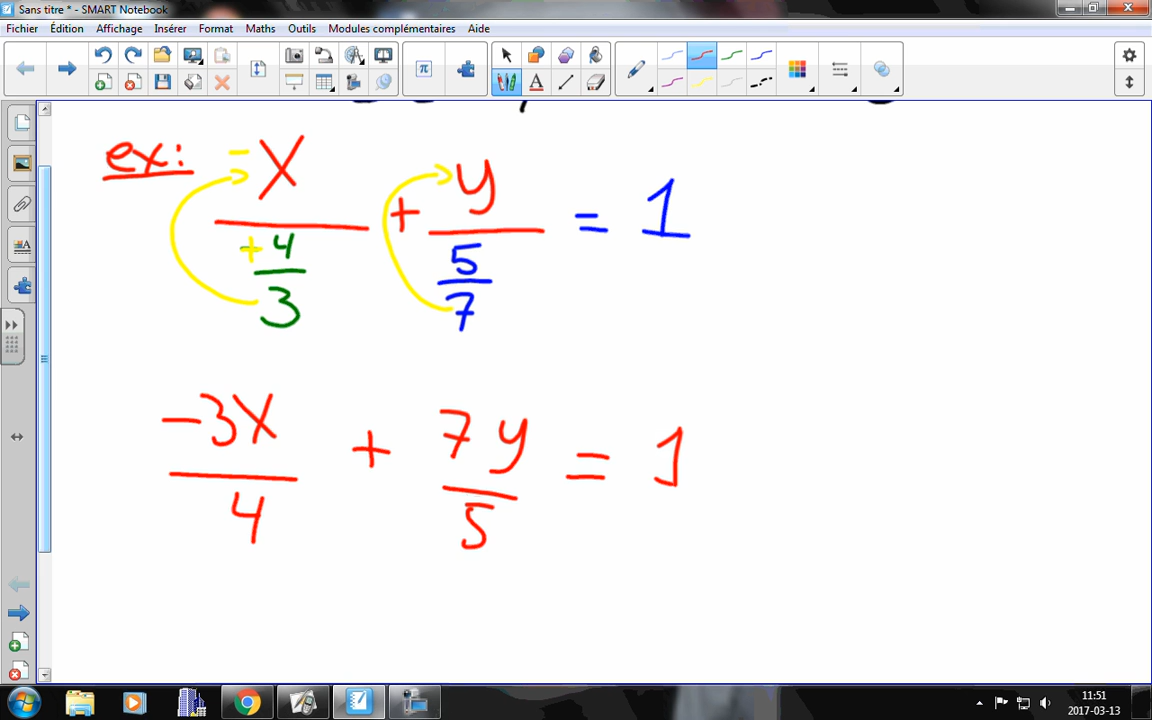 Sans titre * - SMART Notebook
Fichier Édition Affichage Insérer Format Maths Outils Modules complémentaires Aide
π
A
ex: -X/(+4/3) + y/(5/7) = 1
-3X/4 + 7y/5 = 1
11:51
2017-03-13